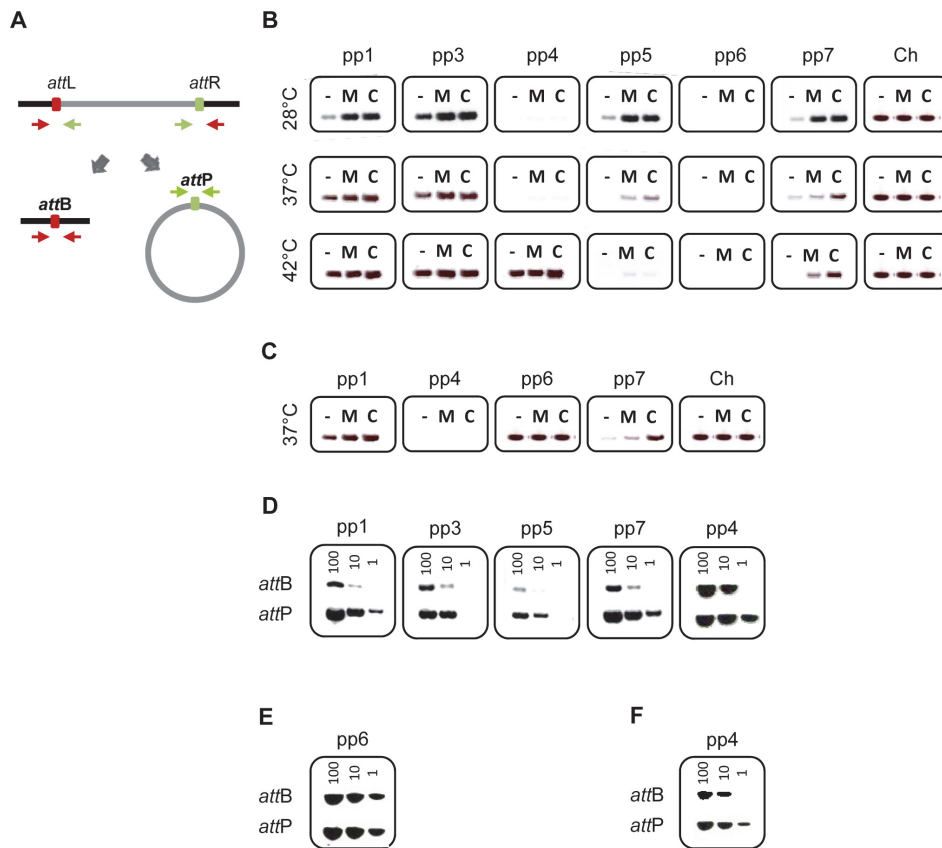 A
attL attR
attB
attP
B
pp1 pp3 pp4 pp5 pp6 pp7 Ch
28°C - M C - M C - M C - M C - M C - M C - M C
37°C - M C - M C - M C - M C - M C - M C - M C
42°C - M C - M C - M C - M C - M C - M C - M C
C
pp1 pp4 pp6 pp7 Ch
37°C - M C - M C - M C - M C - M C
D
pp1 pp3 pp5 pp7 pp4
100 10 1 100 10 1 100 10 1 100 10 1 100 10 1
attB
attP
E
pp6
100 10 1
attB
attP
F
pp4
100 10 1
attB
attP